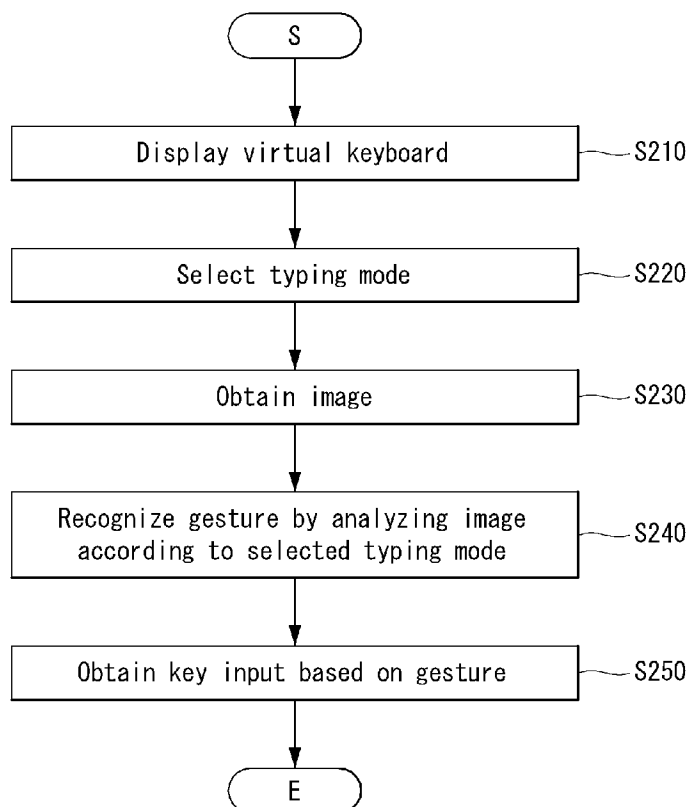 S
Display virtual keyboard
S210
Select typing mode
S220
Obtain image
S230
Recognize gesture by analyzing image
according to selected typing mode
S240
Obtain key input based on gesture
S250
E